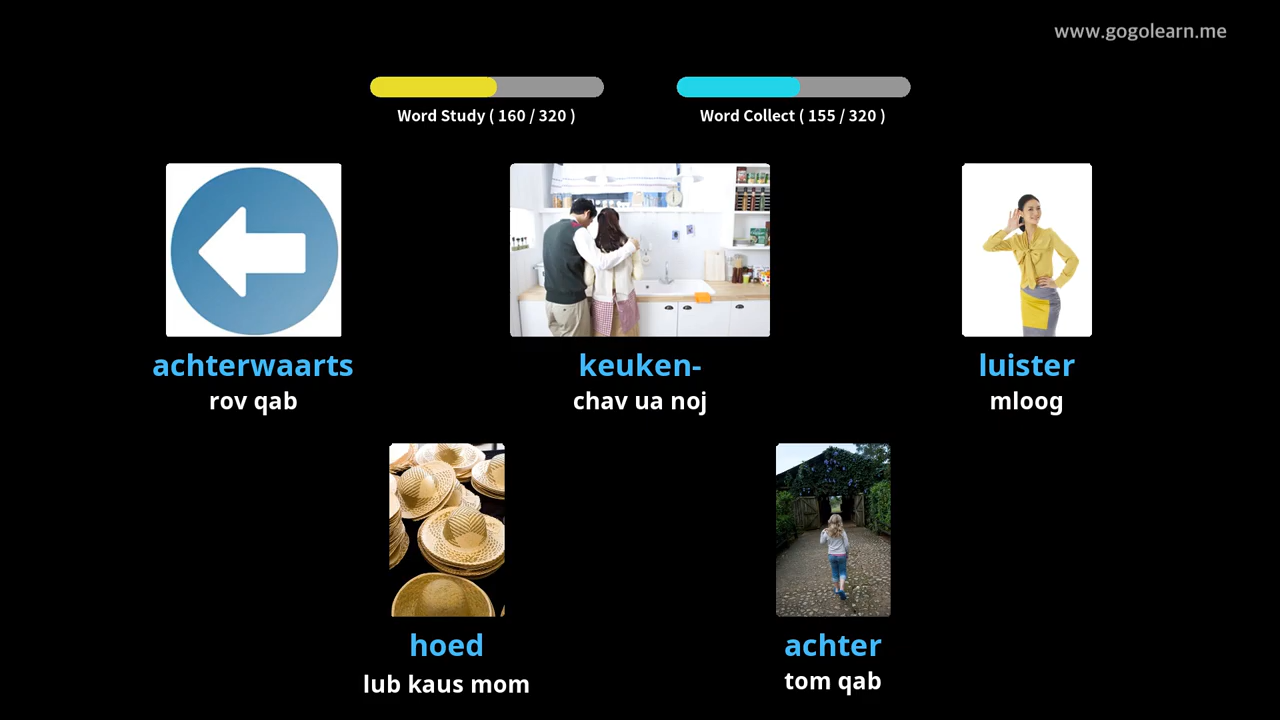 www.gogolearn.me
Word Study ( 160 / 320 )
Word Collect ( 155 / 320 )
achterwaarts
rov qab
keuken-
chav ua noj
luister
mloog
hoed
lub kaus mom
achter
tom qab